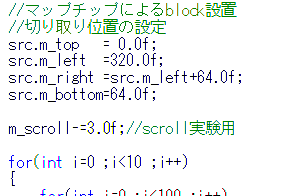 //マップチップによるblock設置
//切り取り位置の設定
src.m_top   = 0.0f;
src.m_left  =320.0f;
src.m_right =src.m_left+64.0f;
src.m_bottom=64.0f;
m_scroll-=3.0f;//scroll実験用
for(int i=0 ;i<10 ;i++)
{
for(int j=0 ;j<100 ;j++)